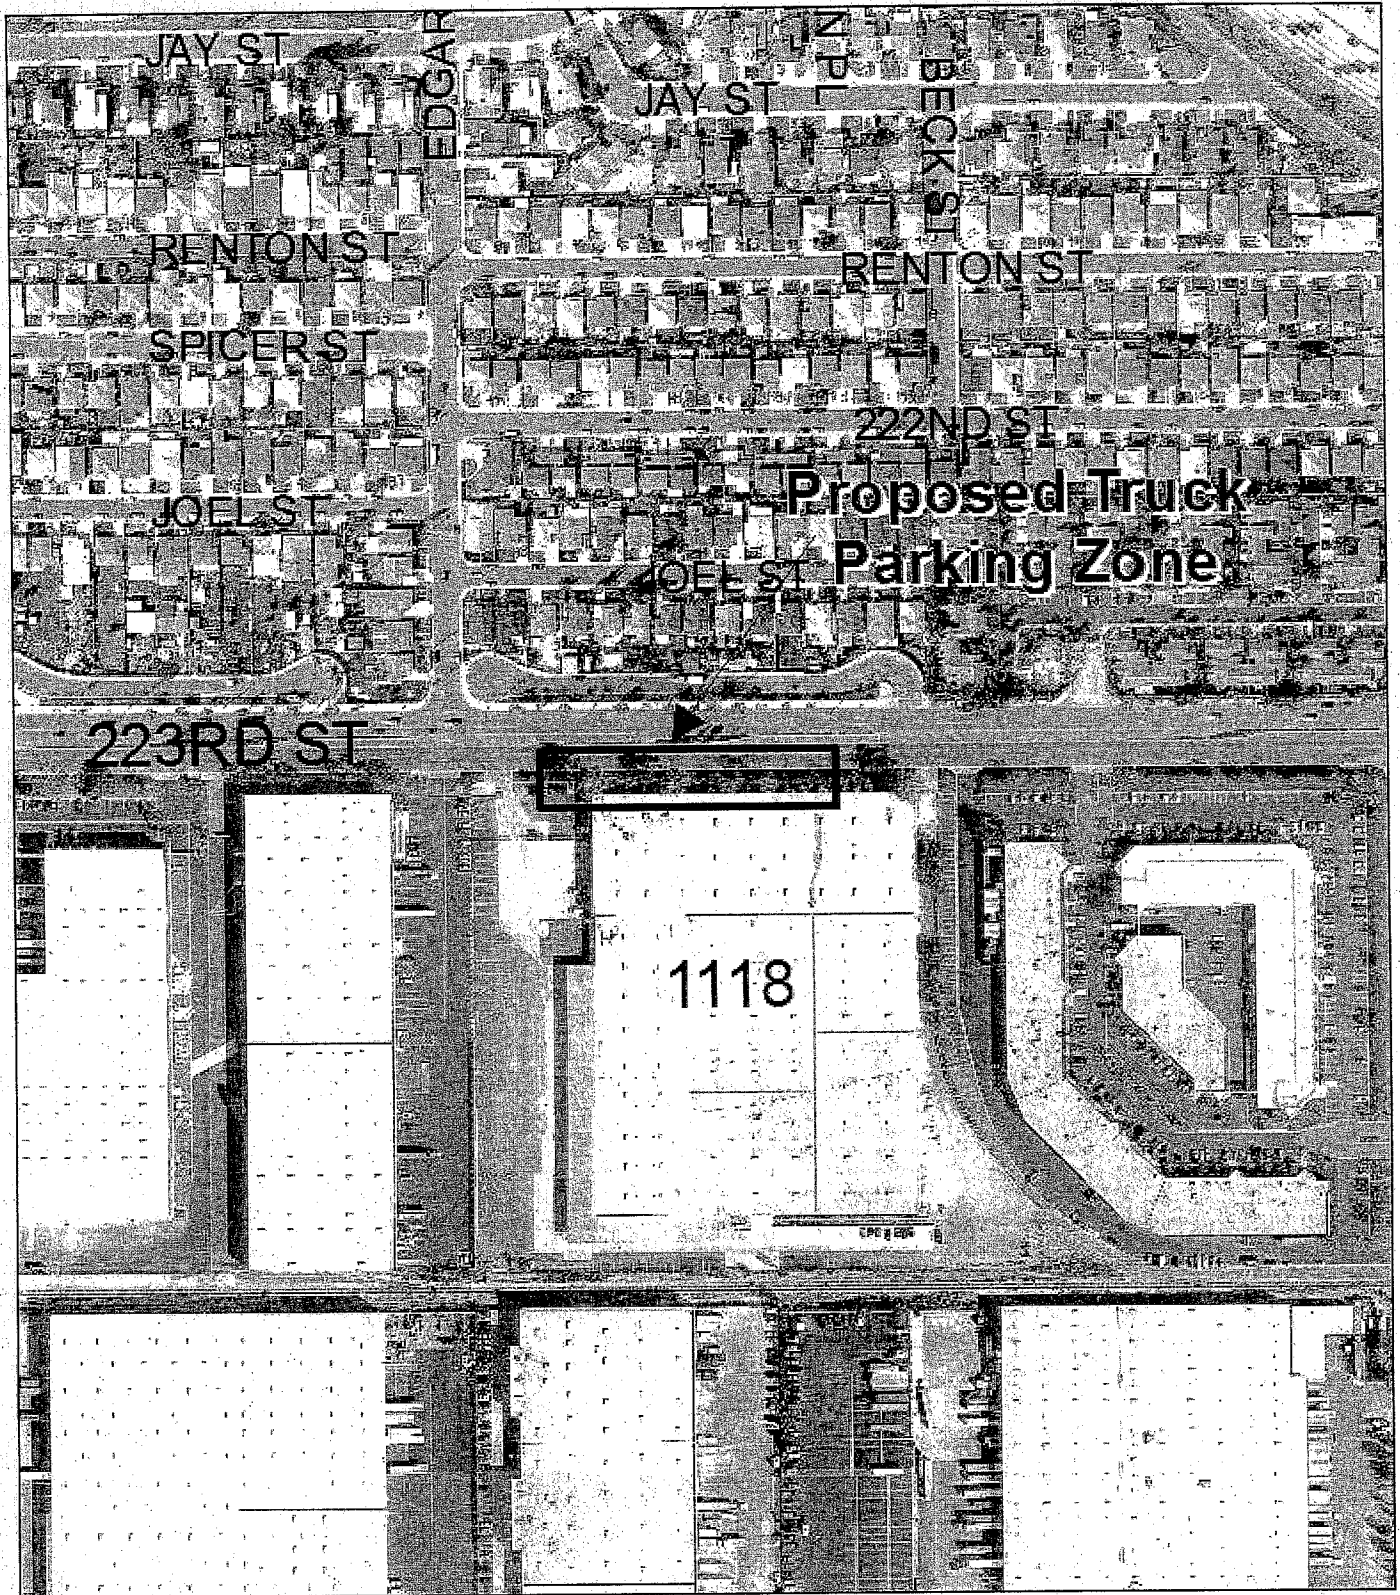 JAY ST
EDGAR
N PL
BECK ST
JAY ST
RENTON ST
RENTON ST
SPICER ST
222ND ST
JOEL ST
Proposed Truck
Parking Zone
JOEL ST
223RD ST
1118